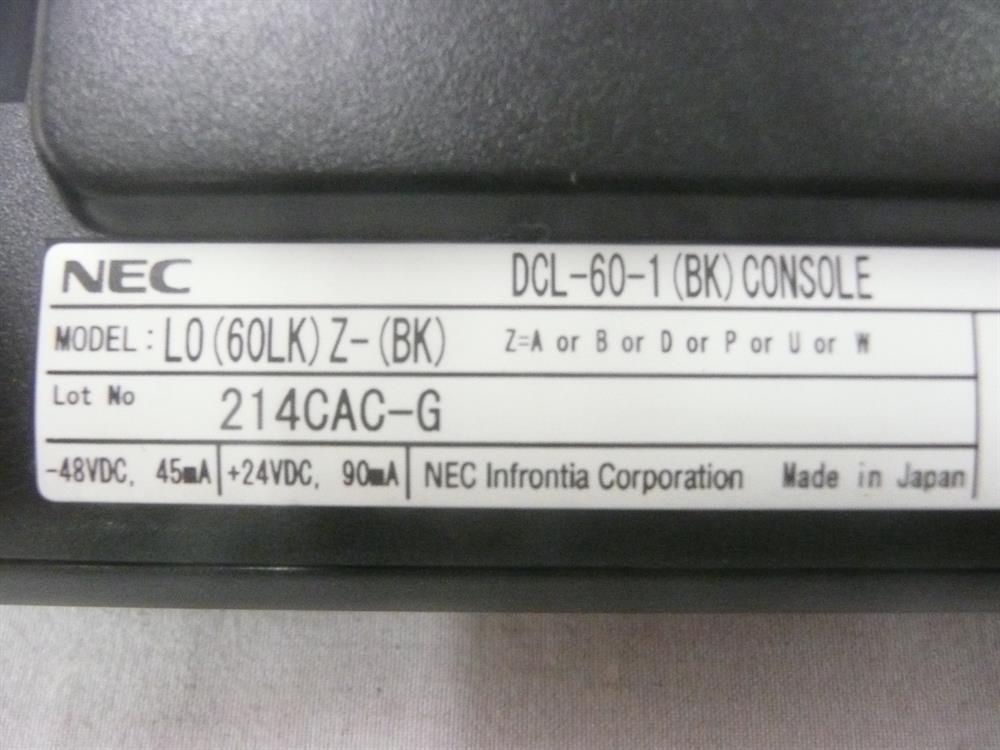 NEC DCL-60-1(BK)CONSOLE
MODEL: L0(60LK)Z-(BK) Z=A or B or D or P or U or W
Lot No 214CAC-G
-48VDC, 45mA +24VDC, 90mA NEC Infrontia Corporation Made in Japan